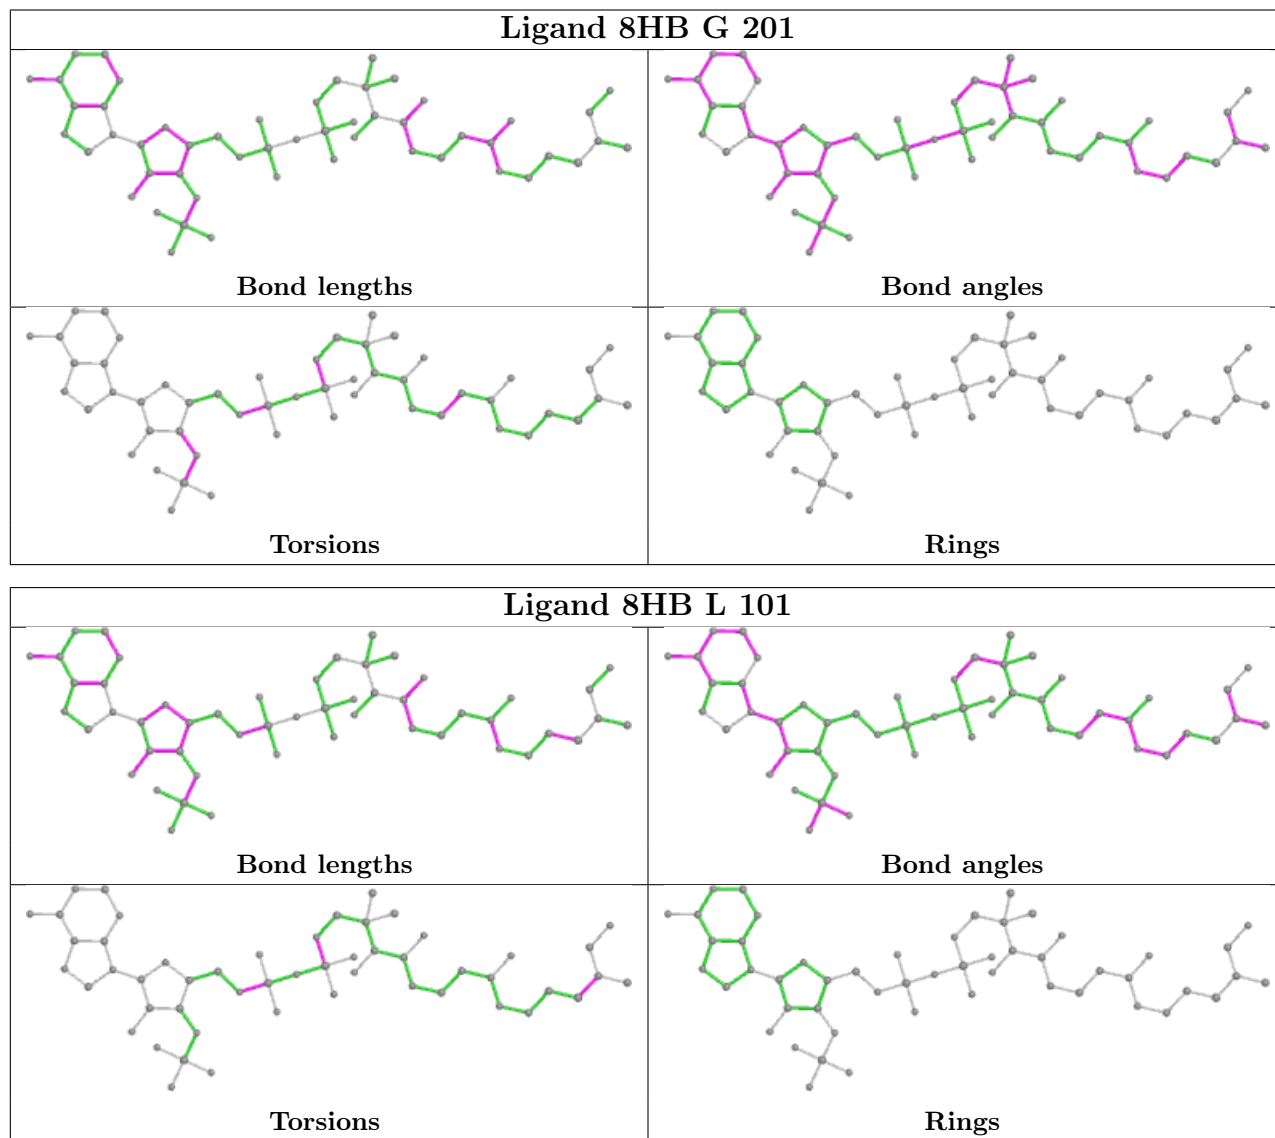 Ligand 8HB G 201
Bond lengths
Bond angles
Torsions
Rings
Ligand 8HB L 101
Bond lengths
Bond angles
Torsions
Rings